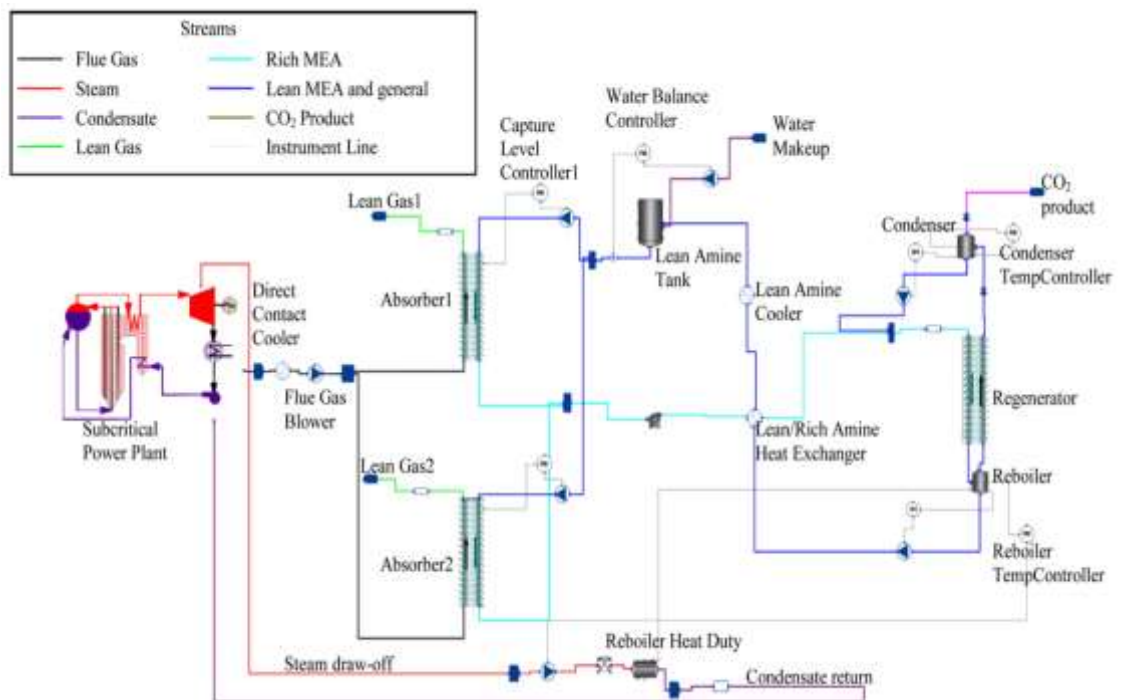 Streams
Flue Gas
Steam
Condensate
Lean Gas
Rich MEA
Lean MEA and general
CO₂ Product
Instrument Line
Capture
Level
Controller1
Water Balance
Controller
Water
Makeup
CO₂
product
Lean Gas1
Absorber1
Lean Amine
Tank
Condenser
Condenser
TempController
Direct
Contact
Cooler
Lean Amine
Cooler
Flue Gas
Blower
Subcritical
Power Plant
Lean/Rich Amine
Heat Exchanger
Regenerator
Lean Gas2
Absorber2
Reboiler
Reboiler
TempController
Reboiler Heat Duty
Steam draw-off
Condensate return